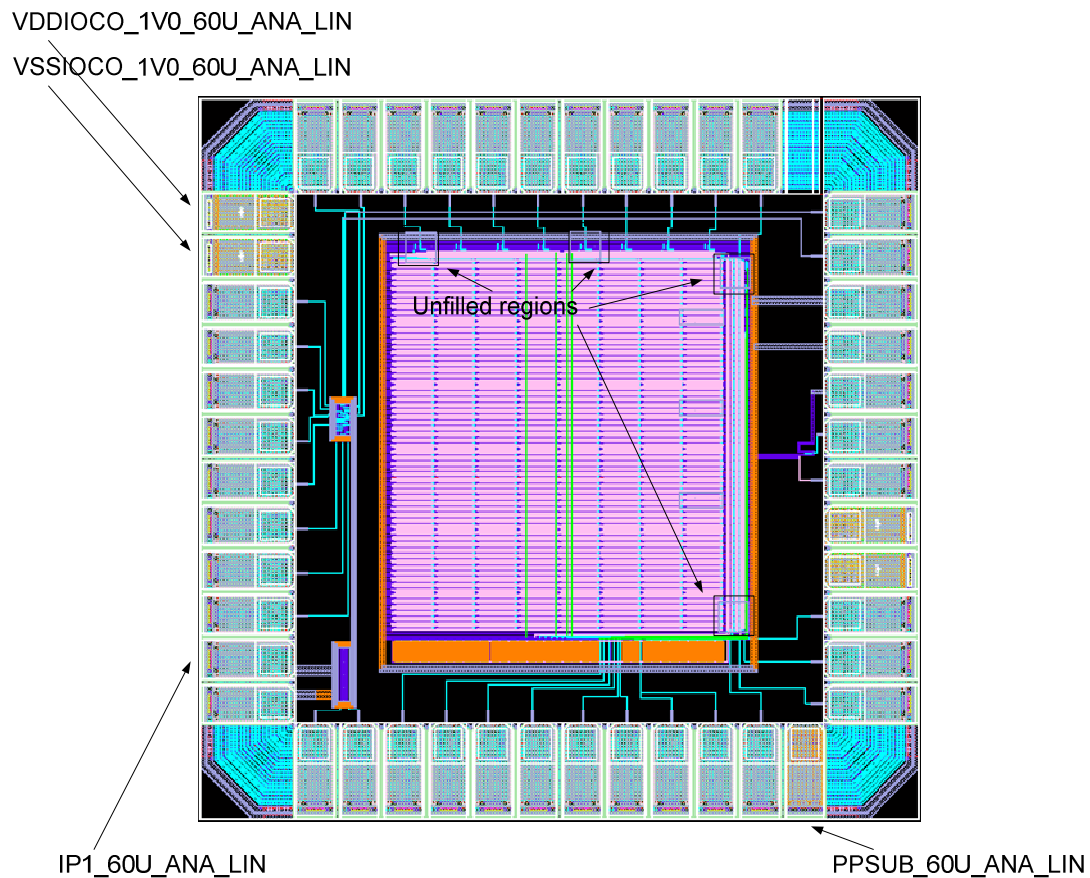 VDDIOCO_1V0_60U_ANA_LIN
VSSIOCO_1V0_60U_ANA_LIN
Unfilled regions
IP1_60U_ANA_LIN
PPSUB_60U_ANA_LIN